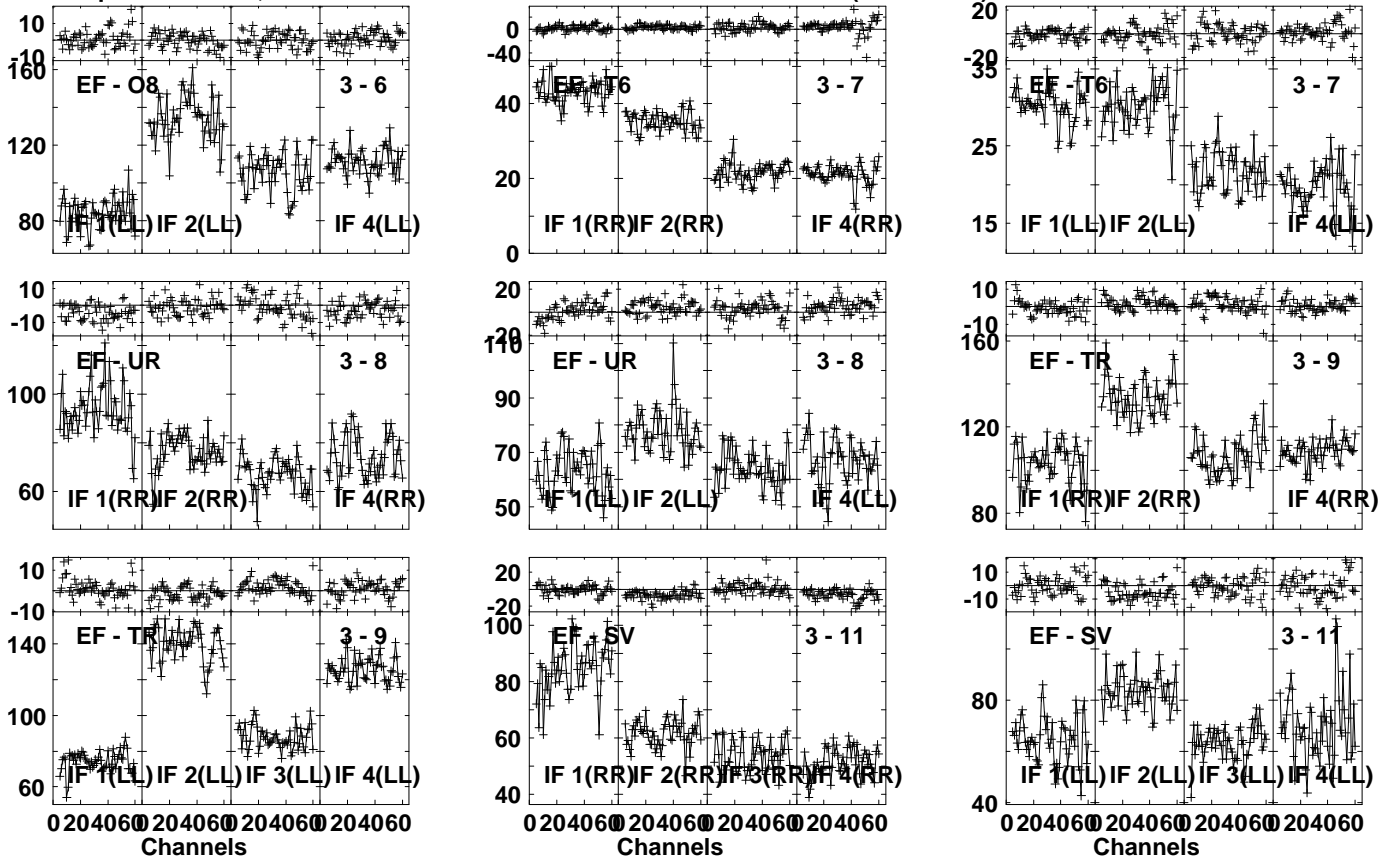 10
-10
160
120
80
EF - O8
3 - 6
IF 1(LL)
IF 2(LL)
IF 4(LL)
0
-40
40
20
0
EF - T6
3 - 7
IF 1(RR)
IF 2(RR)
IF 4(RR)
20
-20
35
25
15
EF - T6
3 - 7
IF 1(LL)
IF 2(LL)
IF 4(LL)
10
-10
100
60
EF - UR
3 - 8
IF 1(RR)
IF 2(RR)
IF 4(RR)
20
-20
110
90
70
50
EF - UR
3 - 8
IF 1(LL)
IF 2(LL)
IF 4(LL)
10
-10
160
120
80
EF - TR
3 - 9
IF 1(RR)
IF 2(RR)
IF 4(RR)
10
-10
140
100
60
EF - TR
3 - 9
IF 1(LL)
IF 2(LL)
IF 3(LL)
IF 4(LL)
0 20 40 60 0 20 40 60 0 20 40 60 0 20 40 60
Channels
20
-20
100
80
60
40
EF - SV
3 - 11
IF 1(RR)
IF 2(RR)
IF 3(RR)
IF 4(RR)
0 20 40 60 0 20 40 60 0 20 40 60 0 20 40 60
Channels
10
-10
80
40
EF - SV
3 - 11
IF 1(LL)
IF 2(LL)
IF 3(LL)
IF 4(LL)
0 20 40 60 0 20 40 60 0 20 40 60 0 20 40 60
Channels